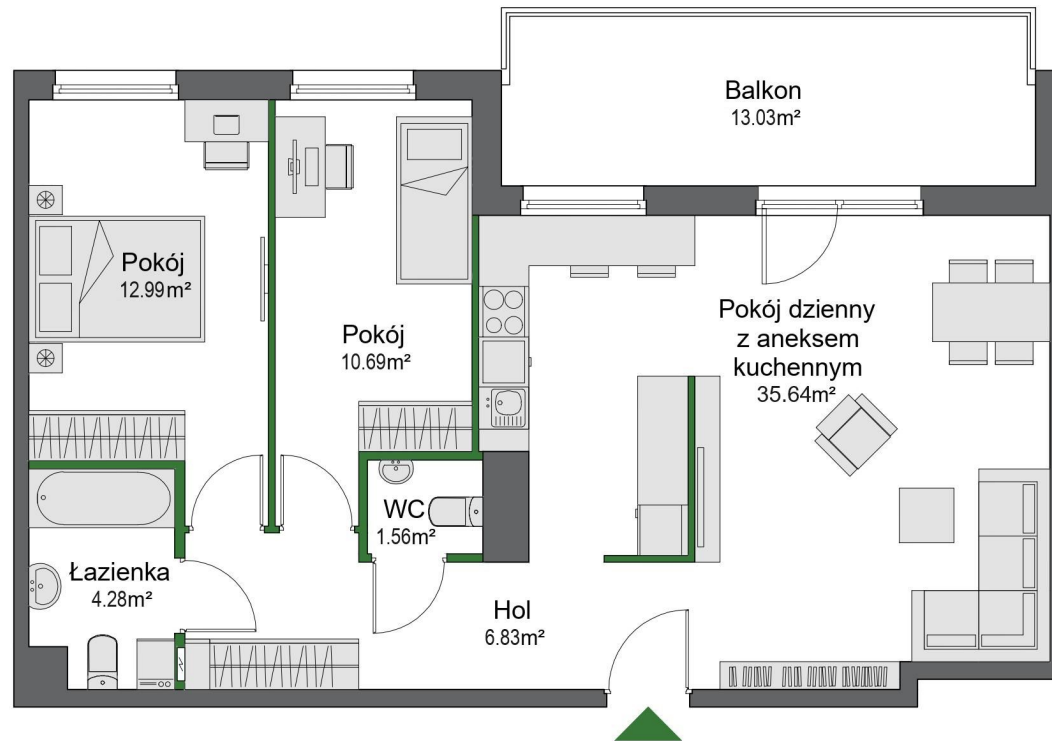 Balkon
13.03m²
Pokój
12.99m²
Pokój
10.69m²
Pokój dzienny
z aneksem
kuchennym
35.64m²
WC
1.56m²
Łazienka
4.28m²
Hol
6.83m²